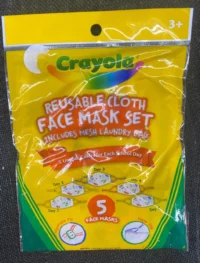 3+
Crayola
REUSABLE CLOTH
FACE MASK SET
INCLUDES MESH LAUNDRY BAG
5
FACE MASKS